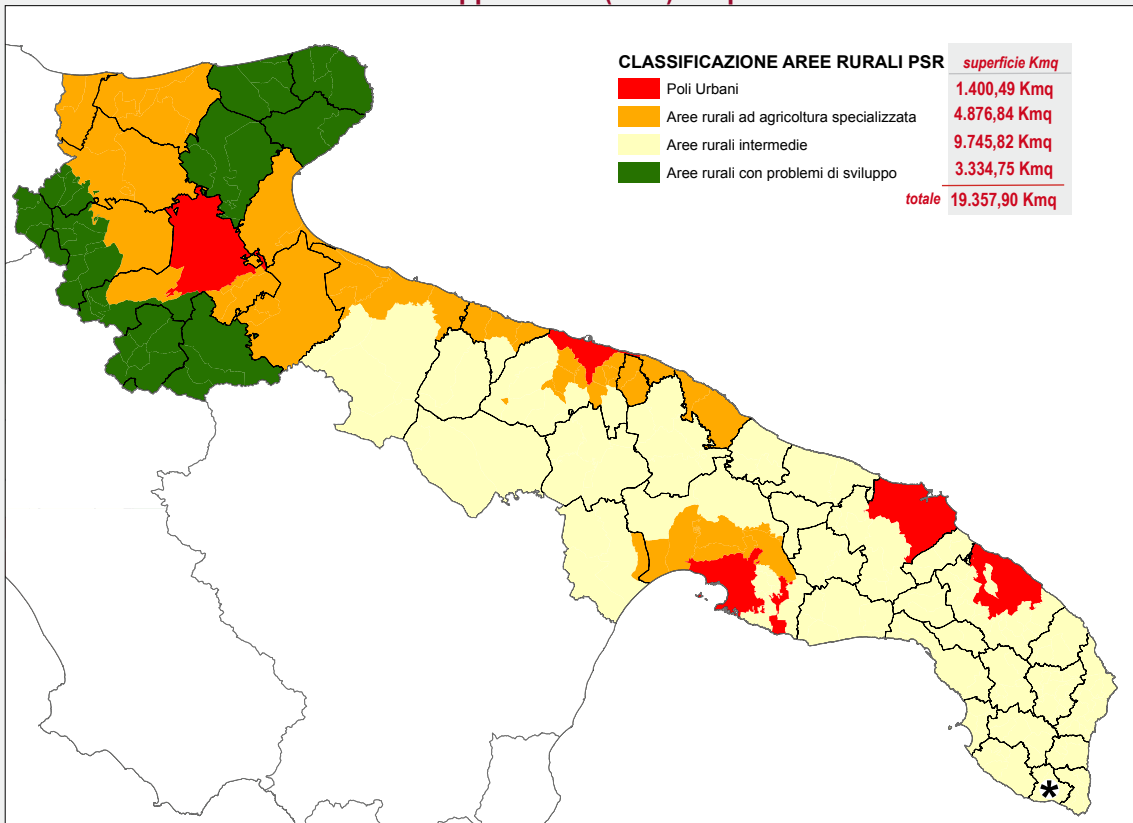 CLASSIFICAZIONE AREE RURALI PSR superficie Kmq
Poli Urbani 1.400,49 Kmq
Aree rurali ad agricoltura specializzata 4.876,84 Kmq
Aree rurali intermedie 9.745,82 Kmq
Aree rurali con problemi di sviluppo 3.334,75 Kmq
totale 19.357,90 Kmq
*